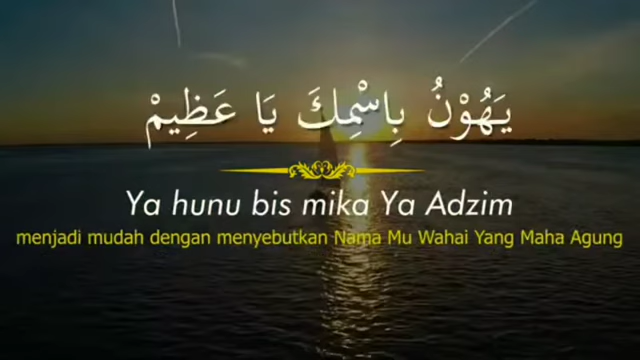 يَهُوْنُ بِاسْمِكَ يَا عَظِيمْ
Ya hunu bis mika Ya Adzim
menjadi mudah dengan menyebutkan Nama Mu Wahai Yang Maha Agung